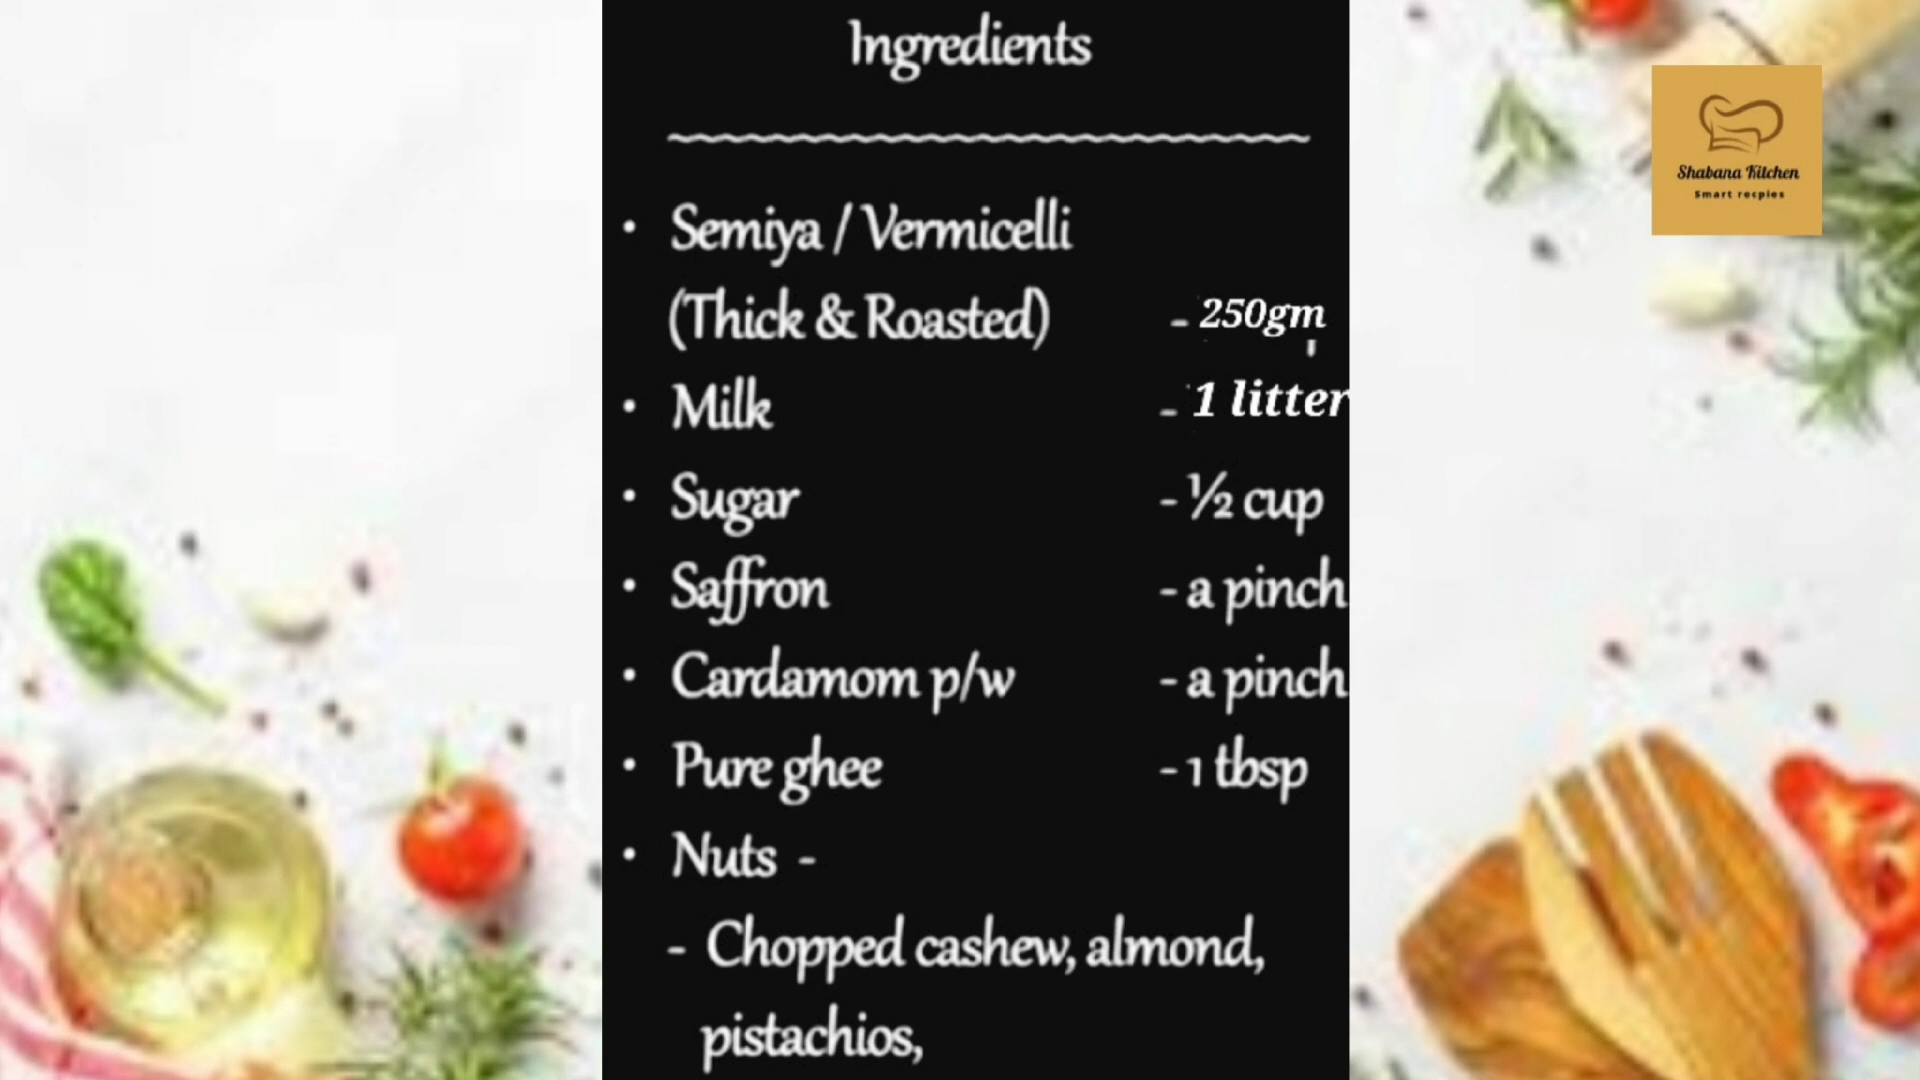 Ingredients
• Semiya / Vermicelli
(Thick & Roasted) - 250gm
• Milk - 1 litter
• Sugar - ½ cup
• Saffron - a pinch
• Cardamom p/w - a pinch
• Pure ghee - 1 tbsp
• Nuts -
- Chopped cashew, almond,
pistachios,
Shabana Kitchen
Smart recpies